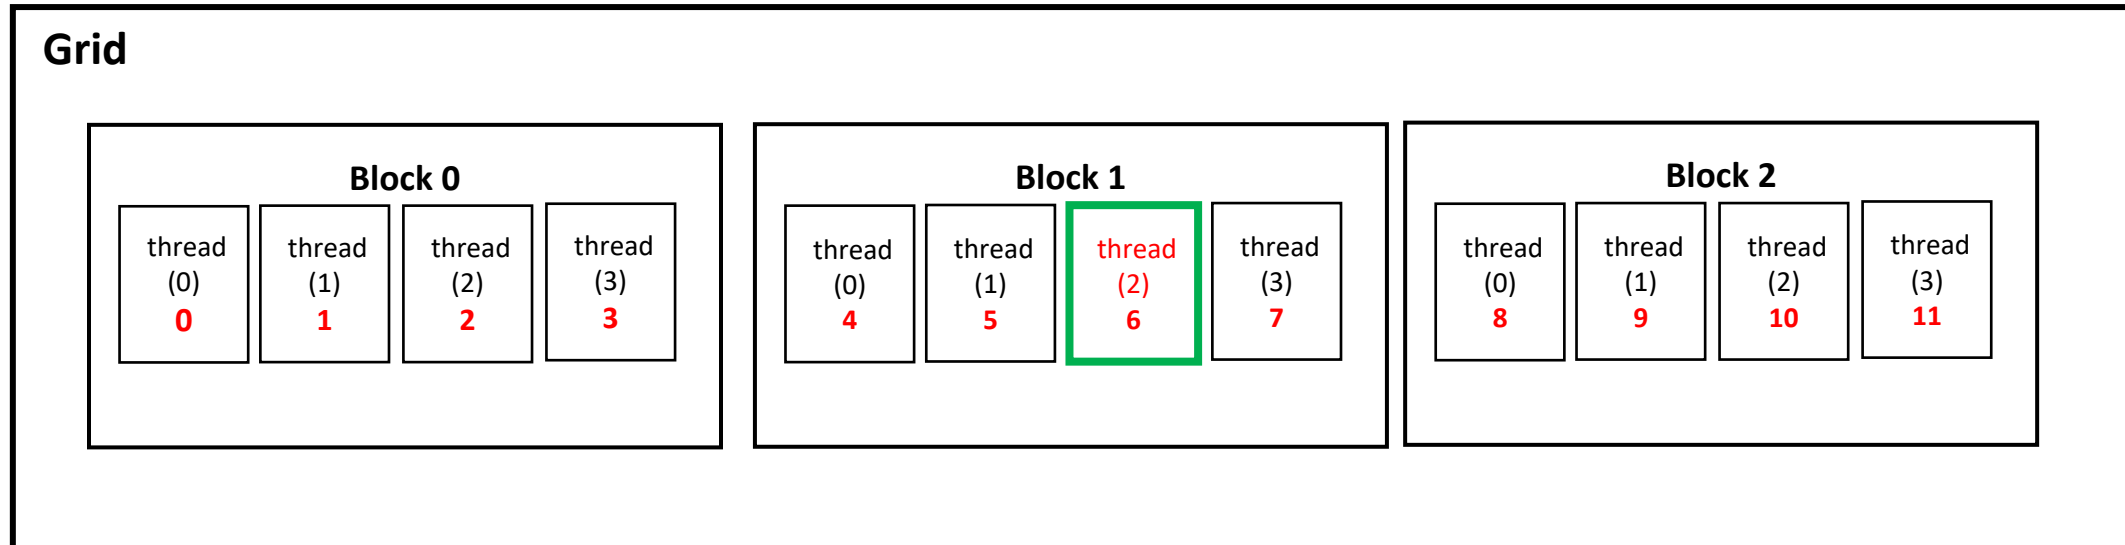 Grid
Block 0
thread
(0)
0
thread
(1)
1
thread
(2)
2
thread
(3)
3
Block 1
thread
(0)
4
thread
(1)
5
thread
(2)
6
thread
(3)
7
Block 2
thread
(0)
8
thread
(1)
9
thread
(2)
10
thread
(3)
11